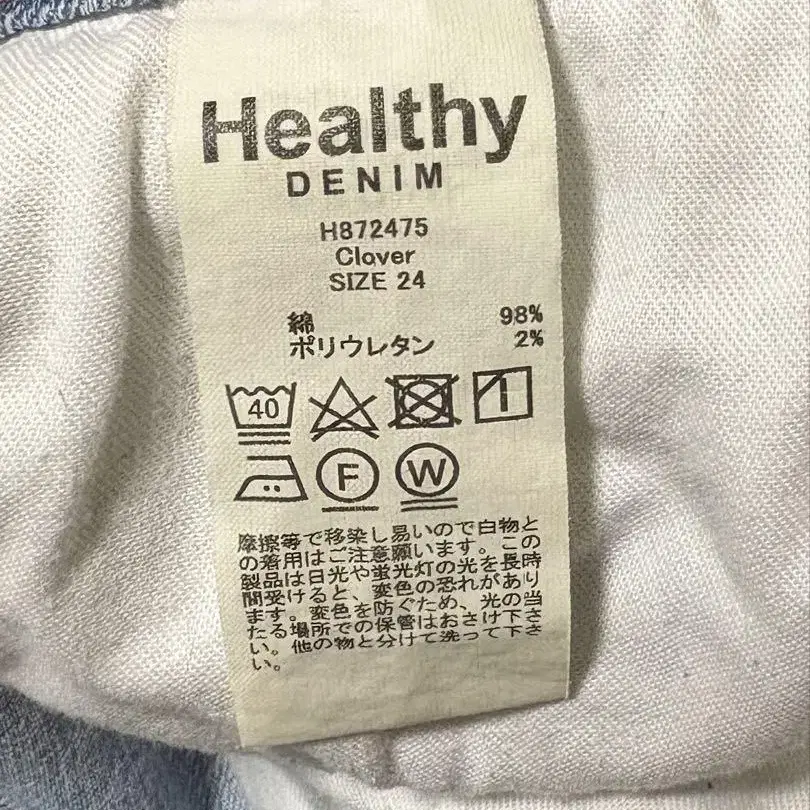 Healthy
DENIM
H872475
Clover
SIZE 24
綿 98%
ポリウレタン 2%
40
F W
摩擦等で移染し易いので白物と
の着用はご注意願います。この
製品は日光や蛍光灯の光を長時
間受けると、変色の恐れがあり
ます。変色を防ぐため、光の当
たる場所での保管はおさけ下さ
い。他の物と分けて洗って下さ
い。